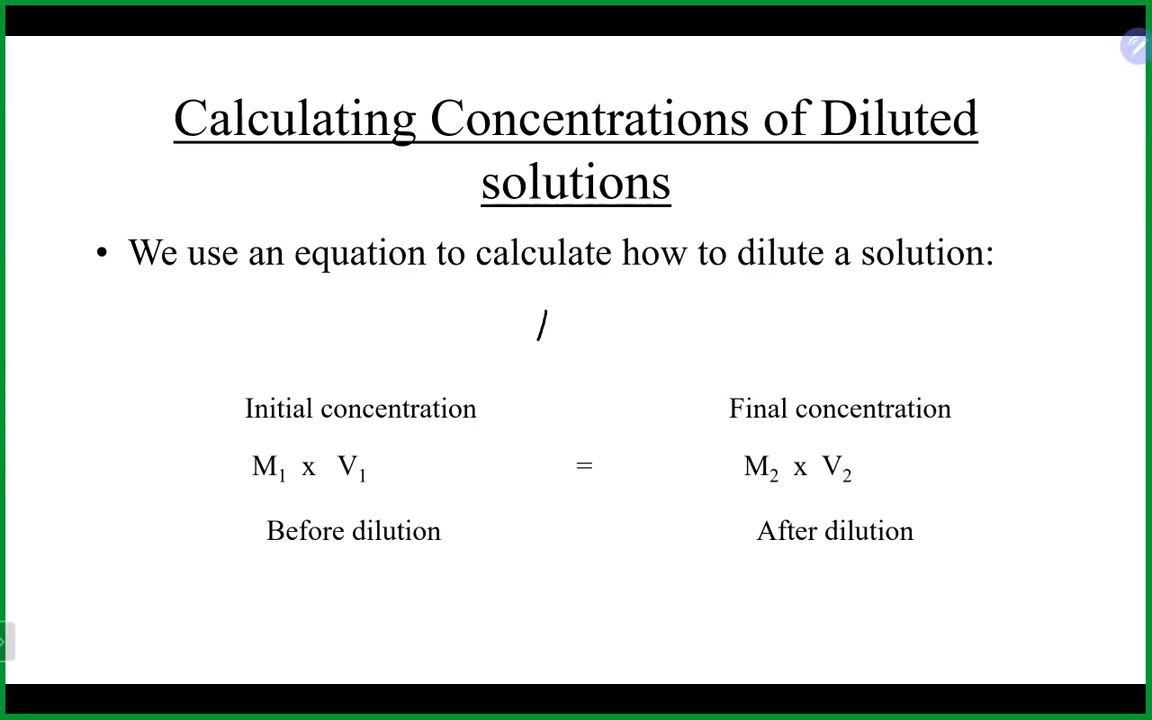 Calculating Concentrations of Diluted
solutions
• We use an equation to calculate how to dilute a solution:
/
Initial concentration Final concentration
M₁ x V₁ = M₂ x V₂
Before dilution After dilution